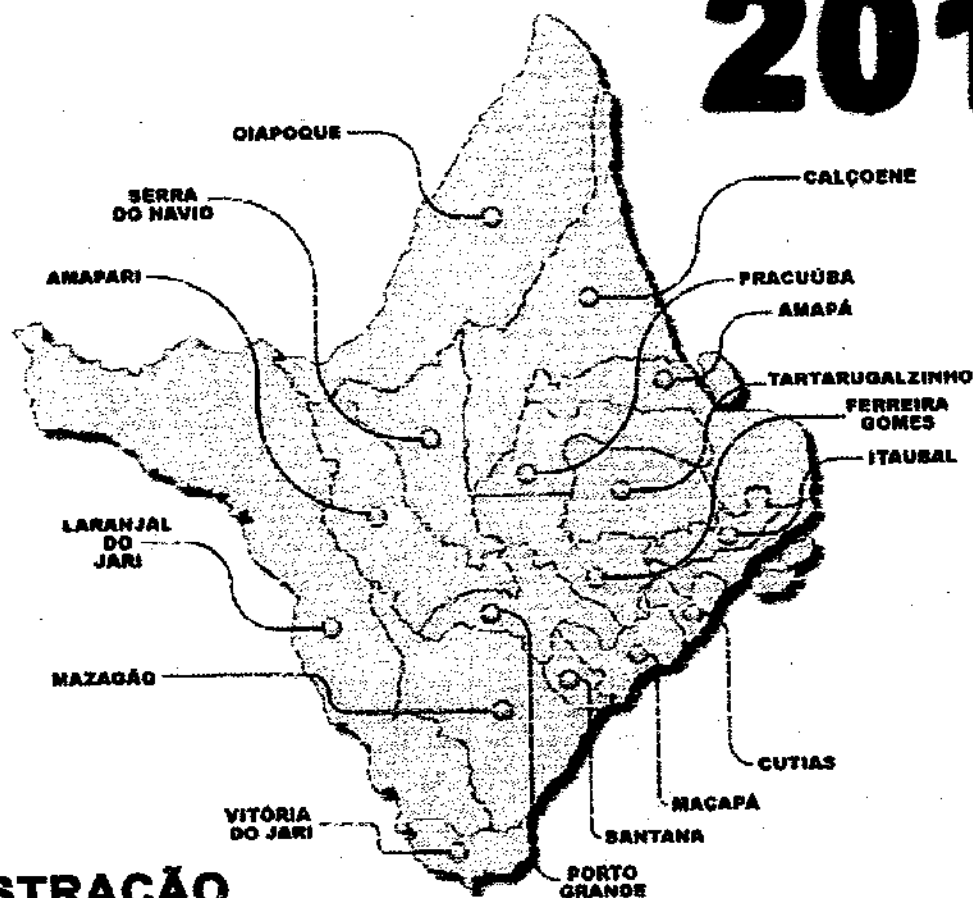 201
OIAPOQUE
CALÇOENE
SERRA
DO NAVIO
AMAPARI
PRACUÚBA
AMAPÁ
TARTARUGALZINHO
FERREIRA
GOMES
ITAUBAL
LARANJAL
DO
JARI
MAZAGÃO
CUTIAS
MACAPÁ
VITÓRIA
DO JARI
SANTANA
PORTO
GRANDE
STRAÇÃO